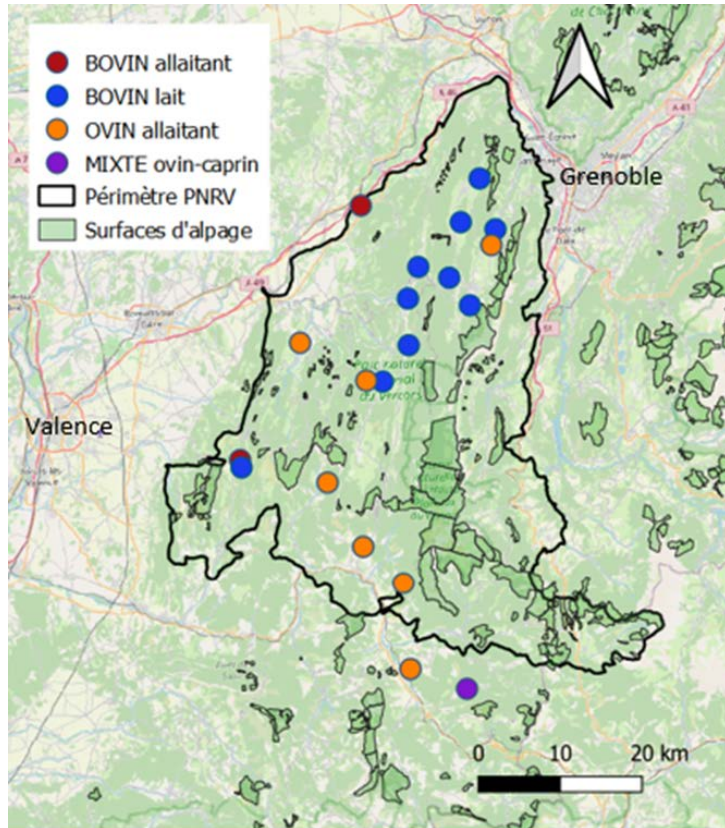 BOVIN allaitant
BOVIN lait
OVIN allaitant
MIXTE ovin-caprin
Périmètre PNRV
Surfaces d'alpage
Grenoble
Valence
0 10 20 km